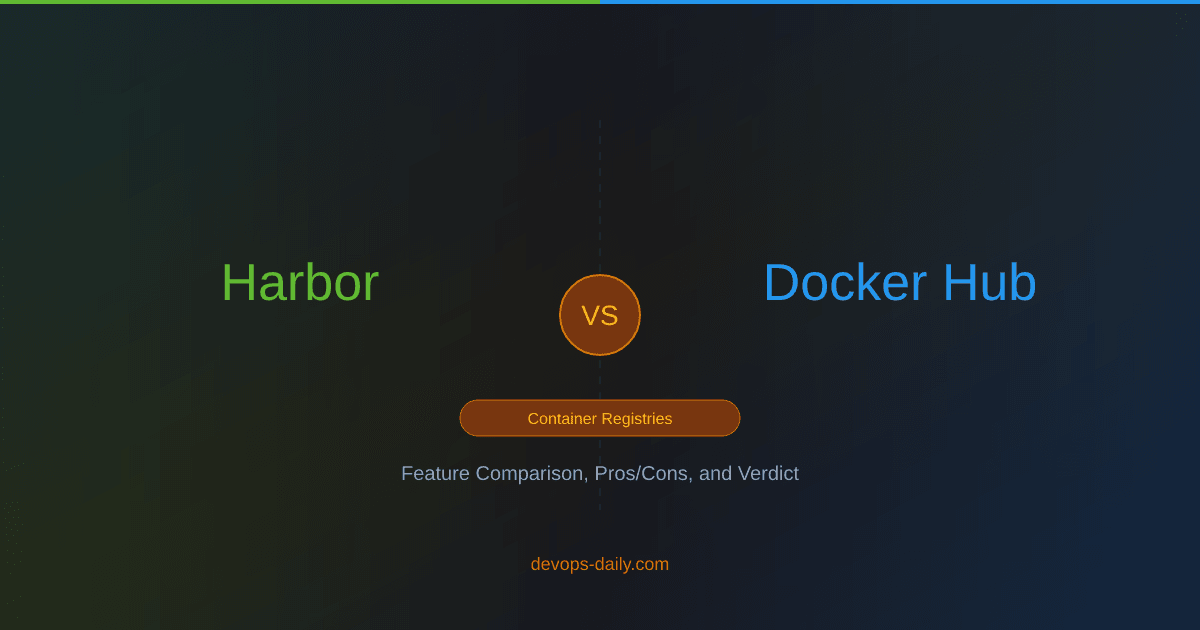 Harbor
VS
Docker Hub
Container Registries
Feature Comparison, Pros/Cons, and Verdict
devops-daily.com